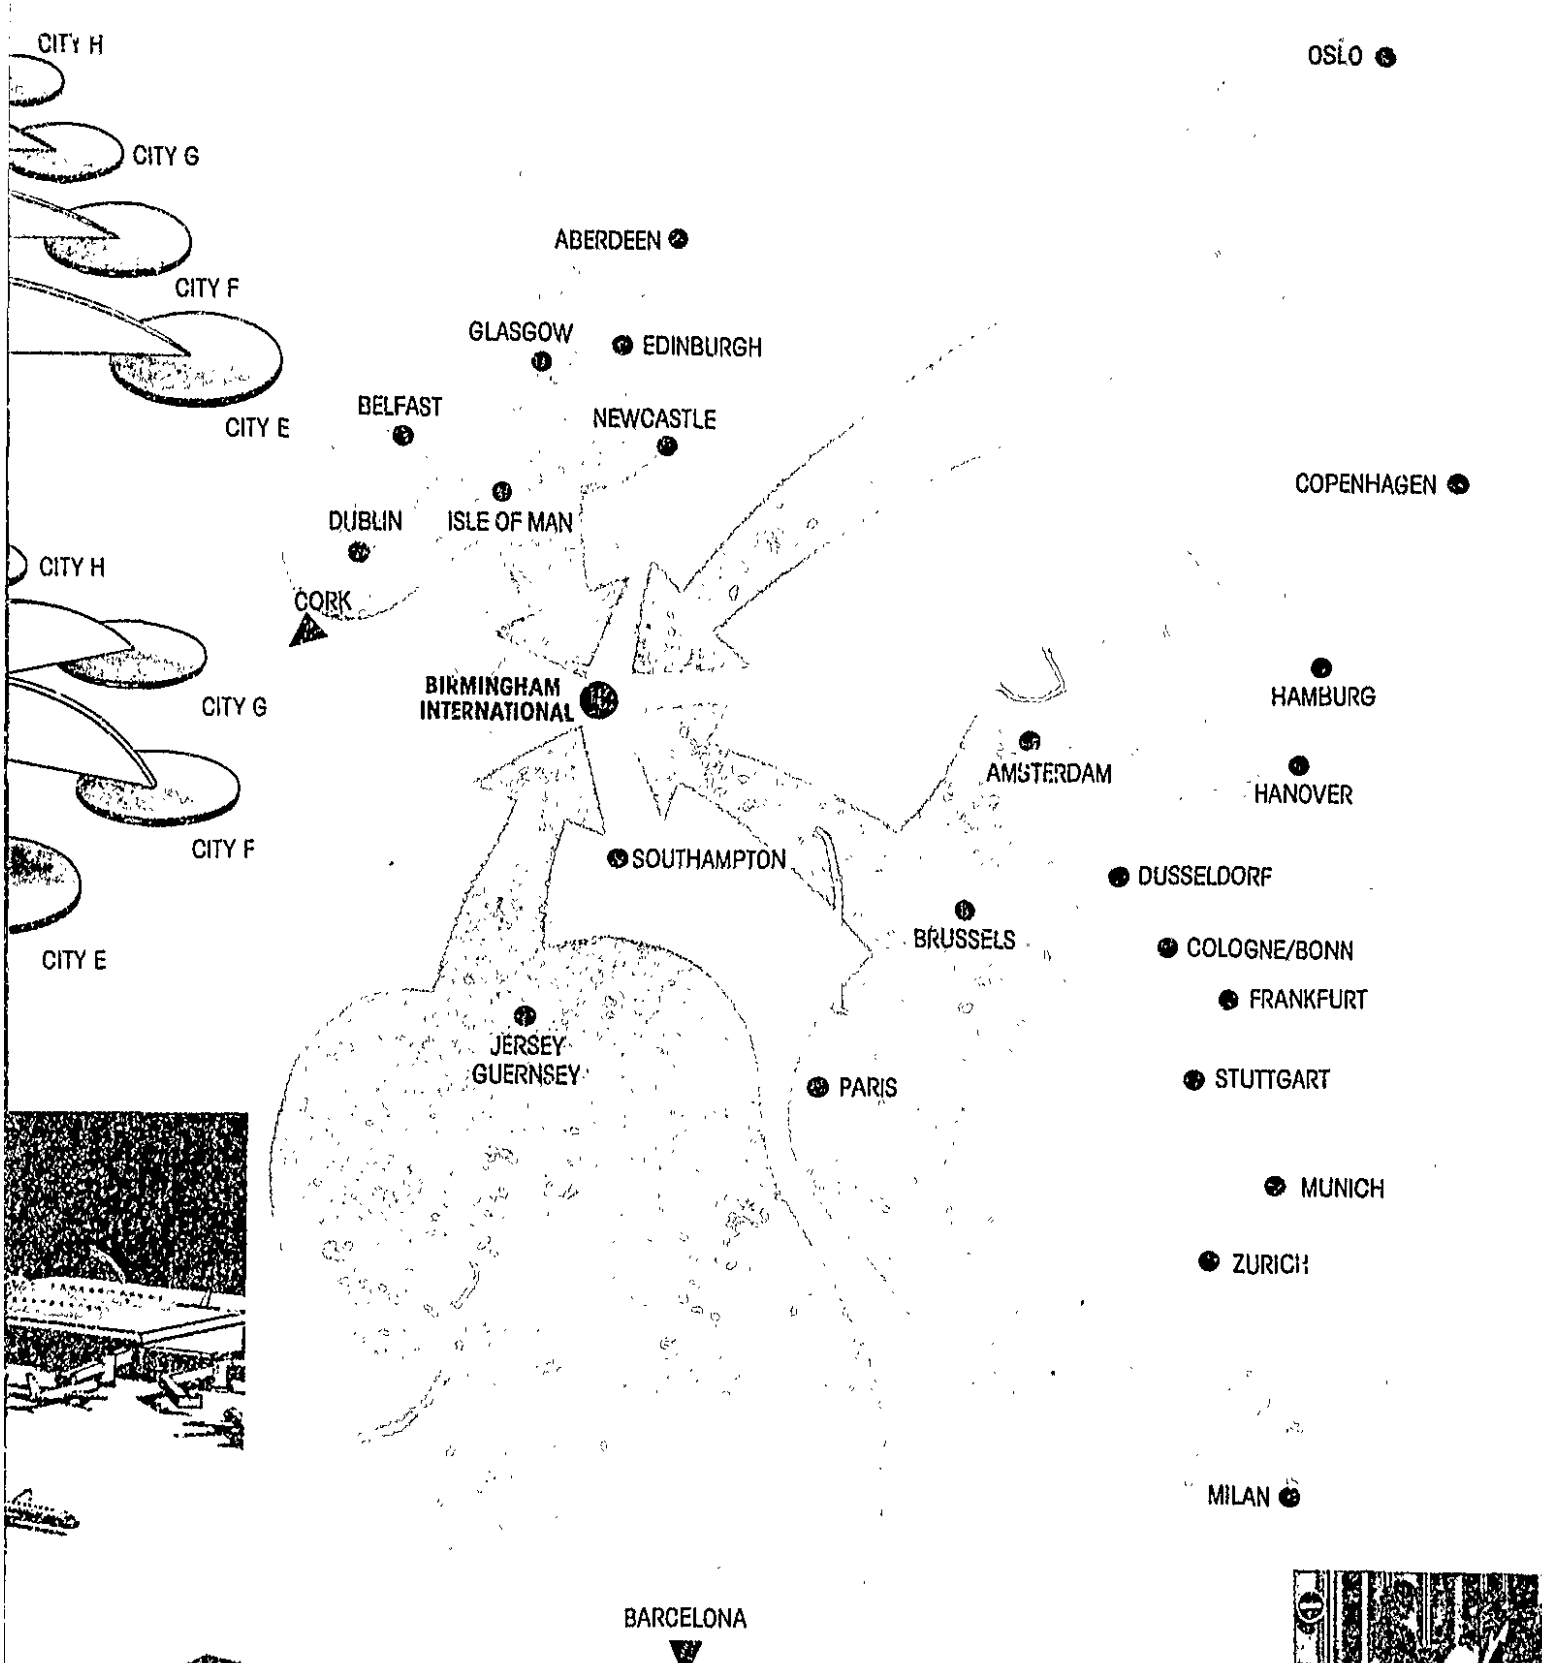 CITY H
CITY G
CITY F
CITY E
CITY H
CITY G
CITY F
CITY E
OSLO
ABERDEEN
GLASGOW
EDINBURGH
BELFAST
NEWCASTLE
COPENHAGEN
DUBLIN
ISLE OF MAN
CORK
BIRMINGHAM
INTERNATIONAL
HAMBURG
AMSTERDAM
HANOVER
SOUTHAMPTON
DUSSELDORF
BRUSSELS
COLOGNE/BONN
FRANKFURT
JERSEY
GUERNSEY
PARIS
STUTTGART
MUNICH
ZURICH
MILAN
BARCELONA